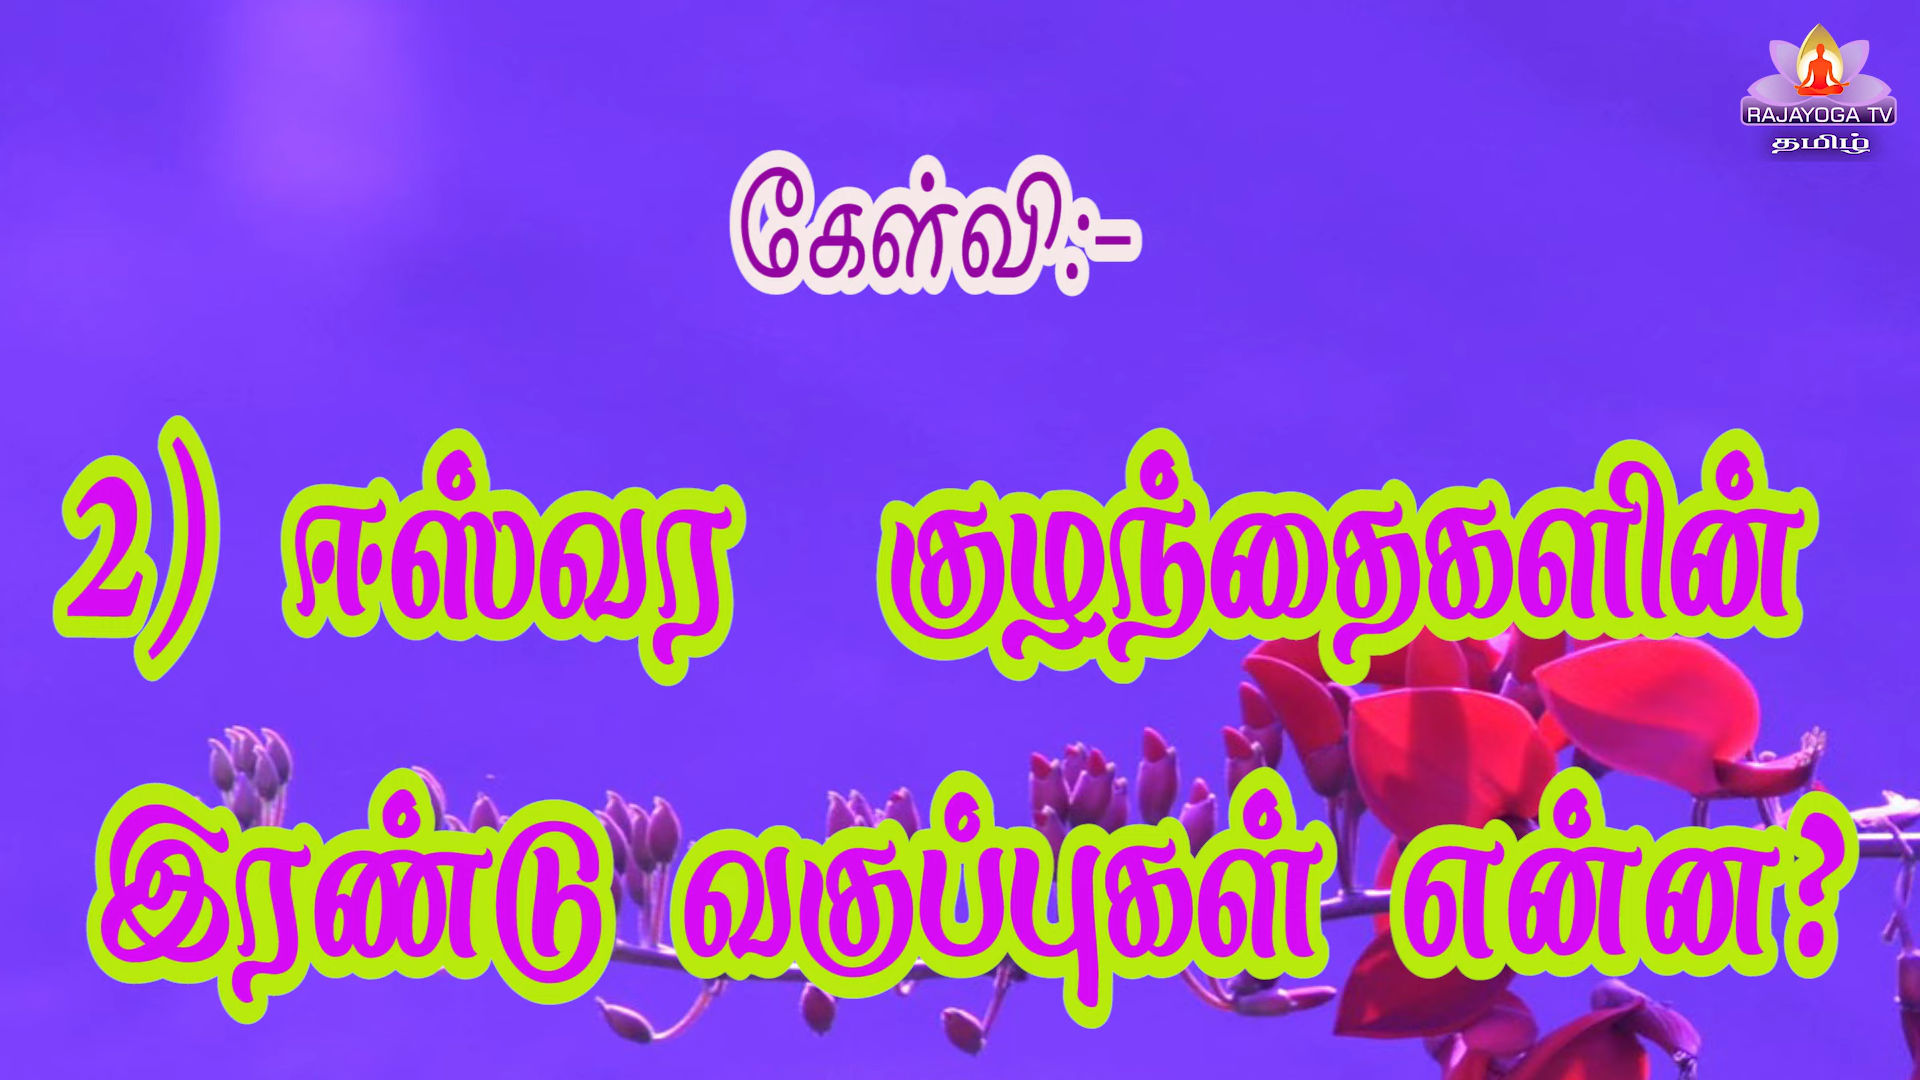 RAJAYOGA TV
தமிழ்
கேள்வி:-
2) ஈஸ்வர குழந்தைகளின்
இரண்டு வகுப்புகள் என்ன?